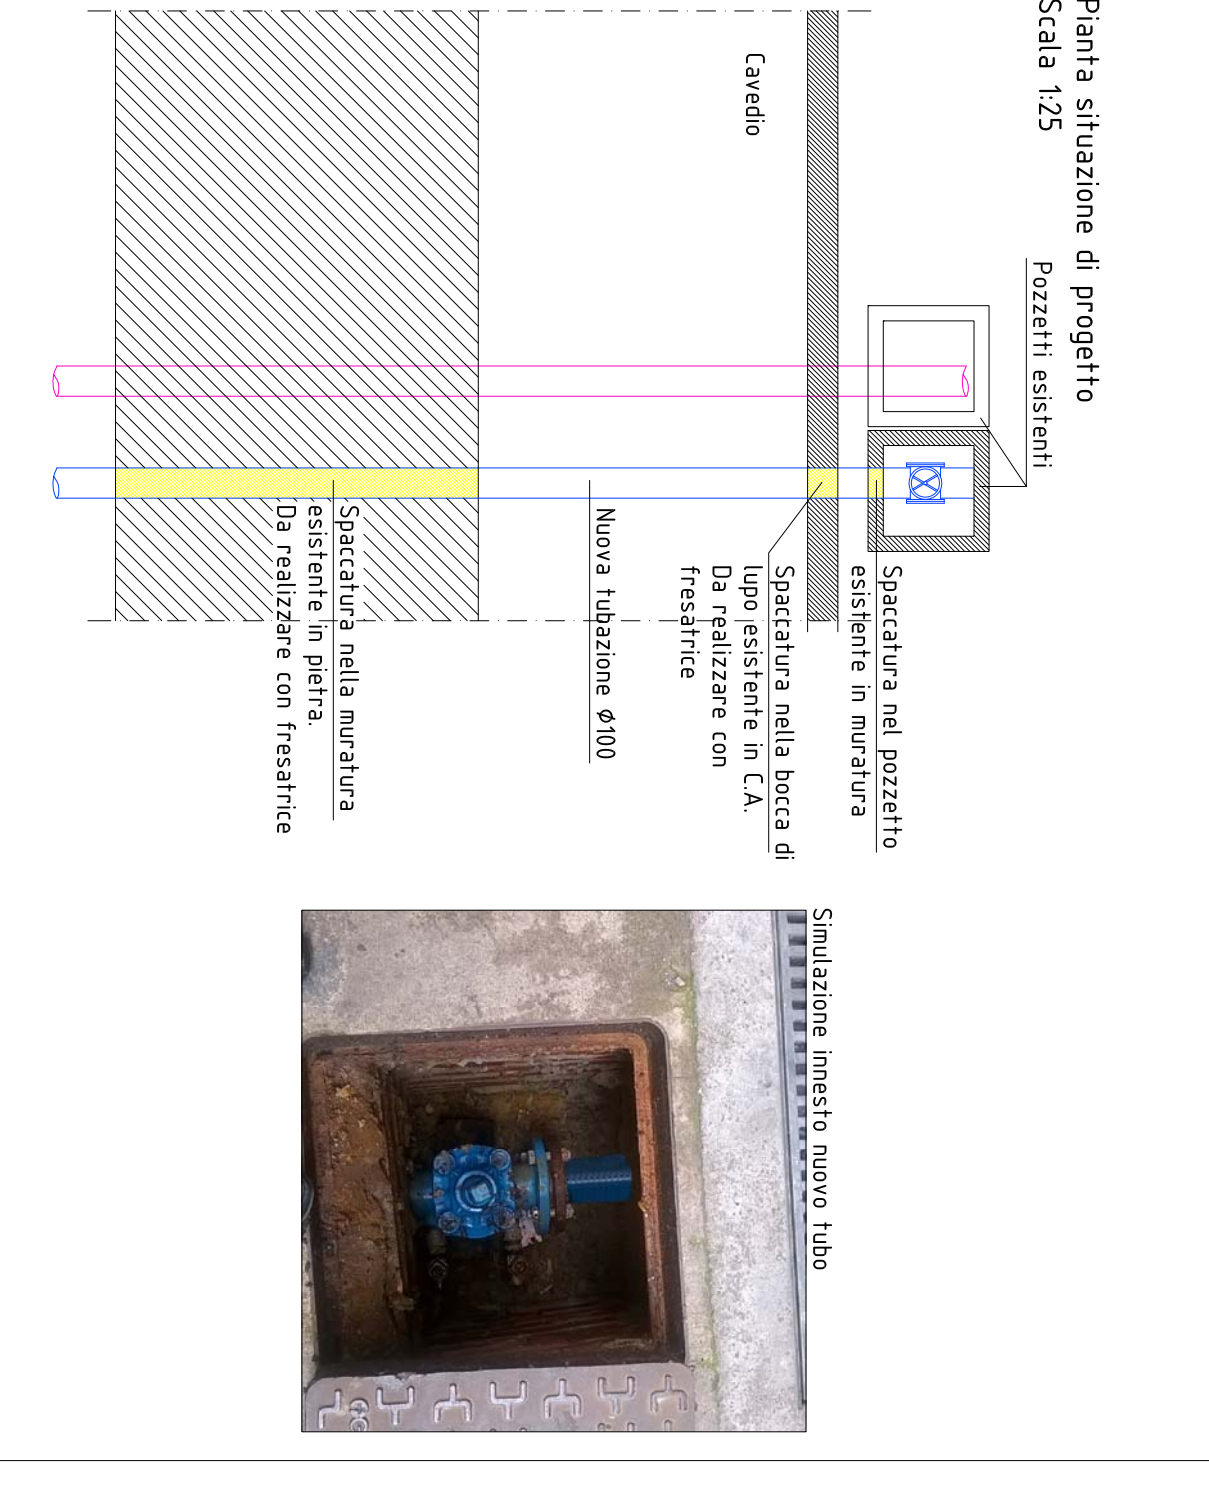 Pianta situazione di progetto
Scala 1:25
Pozzetti esistenti
Cavedio
Spaccatura nel pozzetto
esistente in muratura
Spaccatura nella bocca di
lupo esistente in C.A.
Da realizzare con
fresatrice
Nuova tubazione Ø100
Spaccatura nella muratura
esistente in pietra.
Da realizzare con fresatrice
Simulazione innesto nuovo tubo